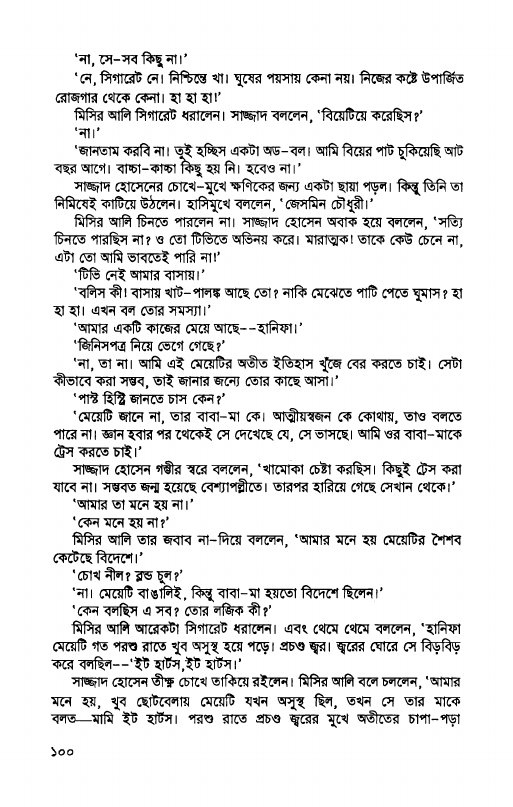 ‘না, সে-সব কিছু না।’
‘নে, সিগারেট নে। নিশ্চিন্তে খা। ঘুষের পয়সায় কেনা নয়। নিজের কষ্টে উপার্জিত
রোজগার থেকে কেনা। হা হা হা!’
মিসির আলি সিগারেট ধরালেন। সাজ্জাদ বললেন, ‘বিয়েটিয়ে করেছিস?’
‘না।’
‘জানতাম করবি না। তুই হচ্ছিস একটা অড-বল। আমি বিয়ের পাট চুকিয়েছি আট
বছর আগে। বাচ্চা-কাচ্চা কিছু হয় নি। হবেও না।’
সাজ্জাদ হোসেনের চোখে-মুখে ক্ষণিকের জন্য একটা ছায়া পড়ল। কিন্তু তিনি তা
নিমিষেই কাটিয়ে উঠলেন। হাসিমুখে বললেন, ‘জেসমিন চৌধুরী।’
মিসির আলি চিনতে পারলেন না। সাজ্জাদ হোসেন অবাক হয়ে বললেন, ‘সত্যি
চিনতে পারছিস না? ও তো টিভিতে অভিনয় করে। মারাত্মক! তাকে কেউ চেনে না,
এটা তো আমি ভাবতেই পারি না!’
‘টিভি নেই আমার বাসায়।’
‘বলিস কী! বাসায় খাট-পালঙ্ক আছে তো? নাকি মেঝেতে পাটি পেতে ঘুমাস? হা
হা হা। এখন বল তোর সমস্যা।’
‘আমার একটি কাজের মেয়ে আছে--হানিফা।’
‘জিনিসপত্র নিয়ে ভেগে গেছে?’
‘না, তা না। আমি এই মেয়েটির অতীত ইতিহাস খুঁজে বের করতে চাই। সেটা
কীভাবে করা সম্ভব, তাই জানার জন্যে তোর কাছে আসা।’
‘পাস্ট হিস্ট্রি জানতে চাস কেন?’
‘মেয়েটি জানে না, তার বাবা-মা কে। আত্মীয়স্বজন কে কোথায়, তাও বলতে
পারে না। জ্ঞান হবার পর থেকেই সে দেখেছে যে, সে ভাসছে। আমি ওর বাবা-মাকে
ট্রেস করতে চাই।’
সাজ্জাদ হোসেন গম্ভীর স্বরে বললেন, ‘খামোকা চেষ্টা করছিস। কিছুই ট্রেস করা
যাবে না। সম্ভবত জন্ম হয়েছে বেশ্যাপল্লীতে। তারপর হারিয়ে গেছে সেখান থেকে।’
‘আমার তা মনে হয় না।’
‘কেন মনে হয় না?’
মিসির আলি তার জবাব না-দিয়ে বললেন, ‘আমার মনে হয় মেয়েটির শৈশব
কেটেছে বিদেশে।’
‘চোখ নীল? ব্লন্ড চুল?’
‘না। মেয়েটি বাঙালিই, কিন্তু বাবা-মা হয়তো বিদেশে ছিলেন।’
‘কেন বলছিস এ সব? তোর লজিক কী?’
মিসির আলি আরেকটা সিগারেট ধরালেন। এবং থেমে থেমে বললেন, ‘হানিফা
মেয়েটি গত পরশু রাতে খুব অসুস্থ হয়ে পড়ে। প্রচণ্ড জ্বর। জ্বরের ঘোরে সে বিড়বিড়
করে বলছিল--‘ইট হার্টস,ইট হার্টস।’
সাজ্জাদ হোসেন তীক্ষ্ণ চোখে তাকিয়ে রইলেন। মিসির আলি বলে চললেন, ‘আমার
মনে হয়, খুব ছোটবেলায় মেয়েটি যখন অসুস্থ ছিল, তখন সে তার মাকে
বলত—মামি ইট হার্টস। পরশু রাতে প্রচণ্ড জ্বরের মুখে অতীতের চাপা-পড়া
১০০